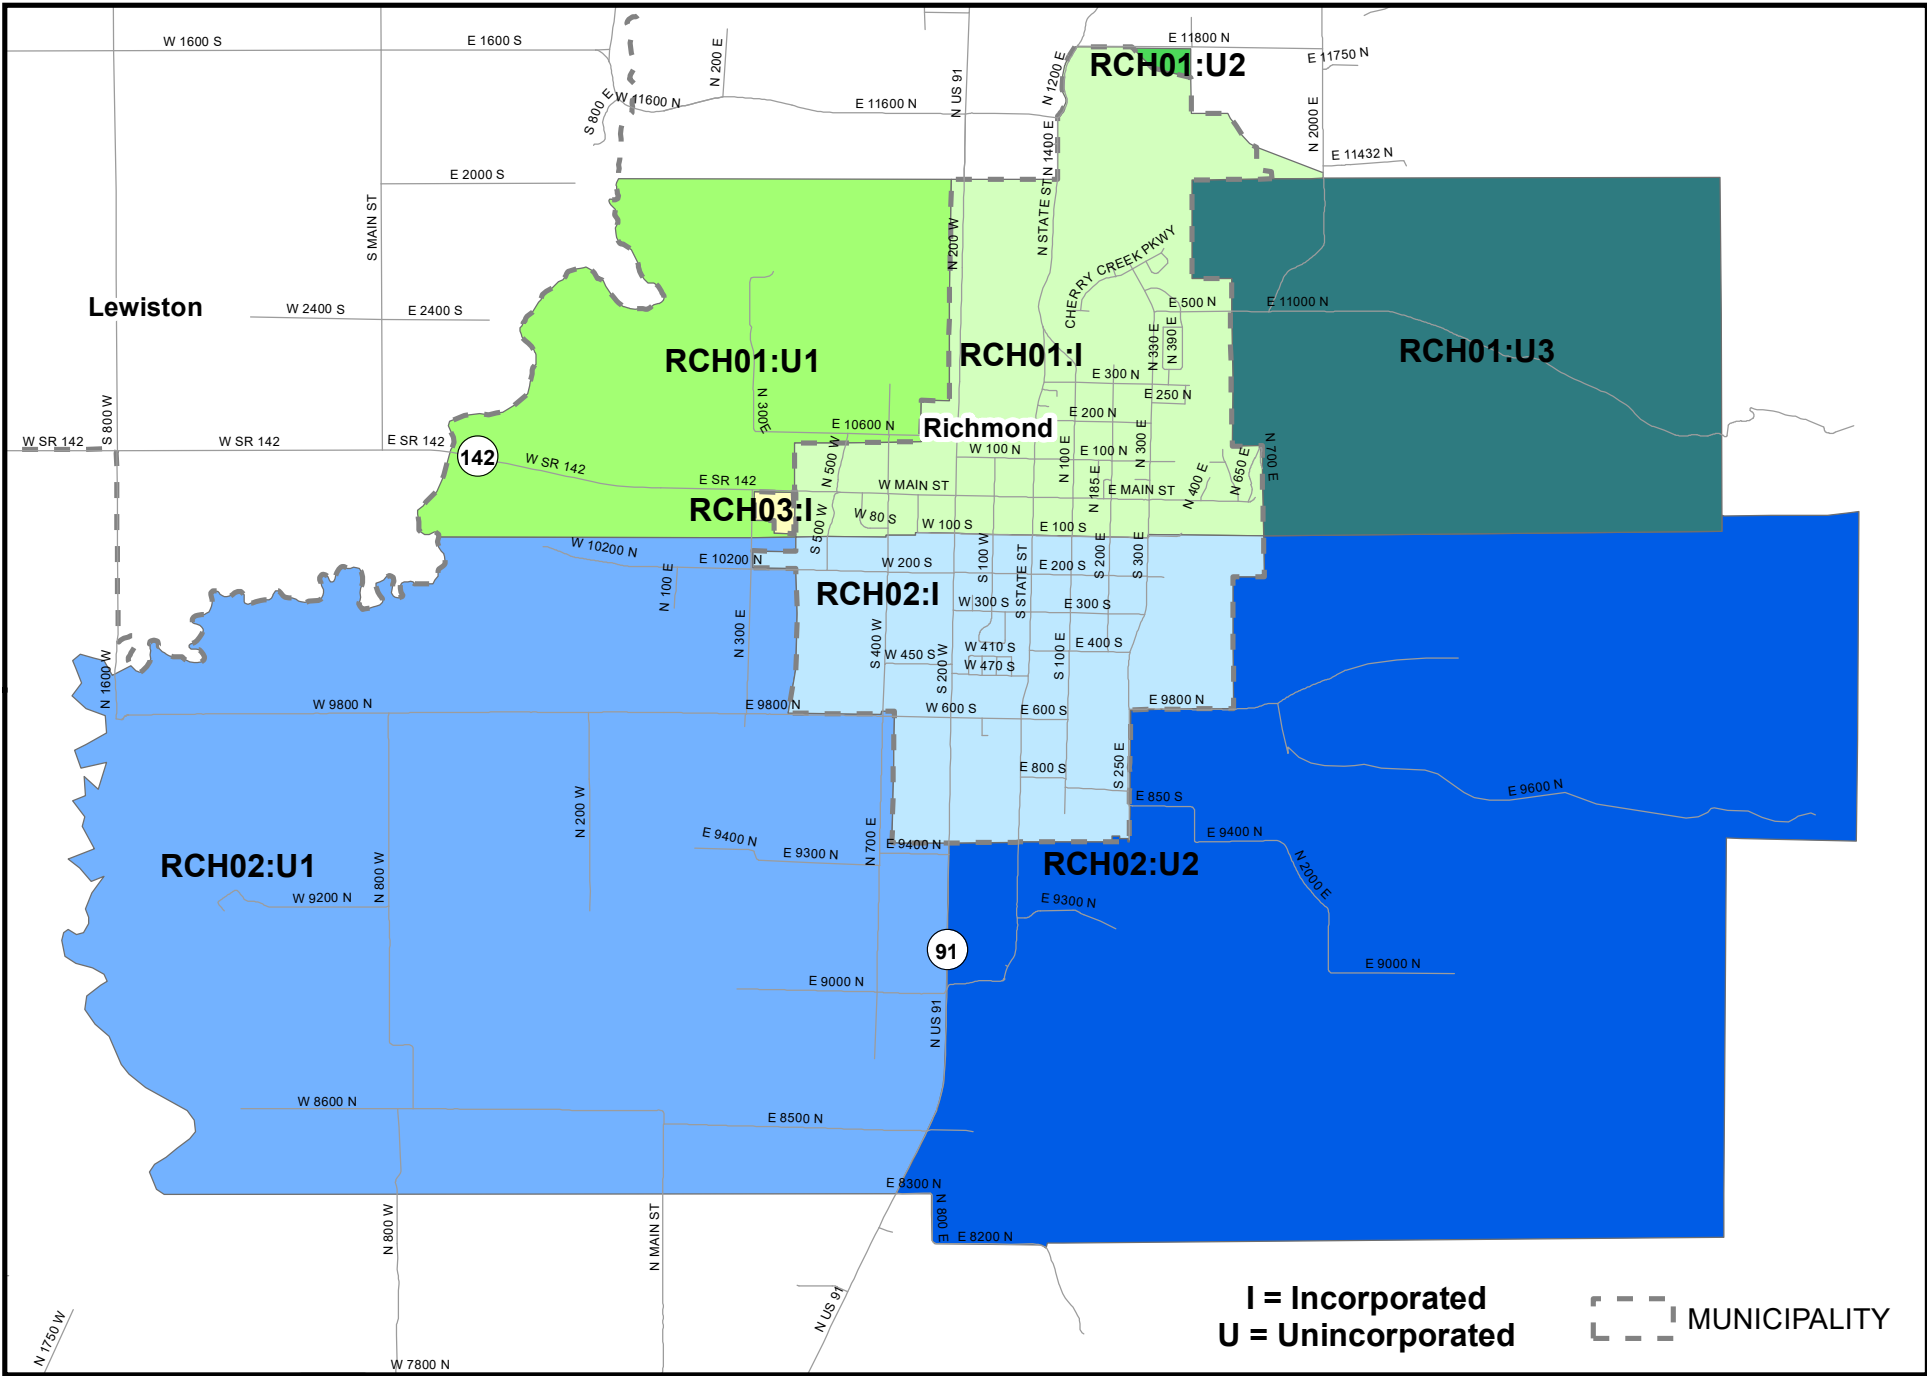 W 1600 S
E 1600 S
N 200 E
N US 91
N 1200 E
RCH01:U2
E 11800 N
E 11750 N
S 800 E
W 11600 N
E 11600 N
N 1400 E
N 2000 E
E 11432 N
E 2000 S
S MAIN ST
N 200 W
N STATE ST
CHERRY CREEK PKWY
Lewiston
W 2400 S
E 2400 S
E 500 N
E 11000 N
RCH01:U1
RCH01:I
N 330 E
N 390 E
RCH01:U3
E 300 N
E 250 N
S 800 W
N 300E
E 10600 N
Richmond
E 200 N
W SR 142
W SR 142
E SR 142
142
W SR 142
E SR 142
N 500 W
W 100 N
N 100 E
E 100 N
N 300 E
N 185 E
N 400 E
N 650 E
N 700 E
W MAIN ST
E MAIN ST
RCH03:I
S 500 W
W 80 S
W 100 S
E 100 S
W 10200 N
E 10200 N
N 100 E
W 200 S
S 100 W
S STATE ST
E 200 S
S 200 E
S 300 E
RCH02:I
W 300 S
E 300 S
N 300 E
S 400 W
W 450 S
S 200 W
W 410 S
W 470 S
S 100 E
E 400 S
N 1600 W
W 9800 N
E 9800 N
W 600 S
E 600 S
E 9800 N
E 800 S
S 250 E
E 850 S
E 9600 N
N 200 W
E 9400 N
E 9300 N
N 700 E
E 9400 N
E 9400 N
RCH02:U1
RCH02:U2
N 800 W
W 9200 N
N 2000 E
E 9300 N
91
E 9000 N
E 9000 N
N US 91
W 8600 N
E 8500 N
E 8300 N
N 800 E
E 8200 N
N 800 W
N MAIN ST
N US 91
N 1750 W
W 7800 N
I = Incorporated
U = Unincorporated
MUNICIPALITY